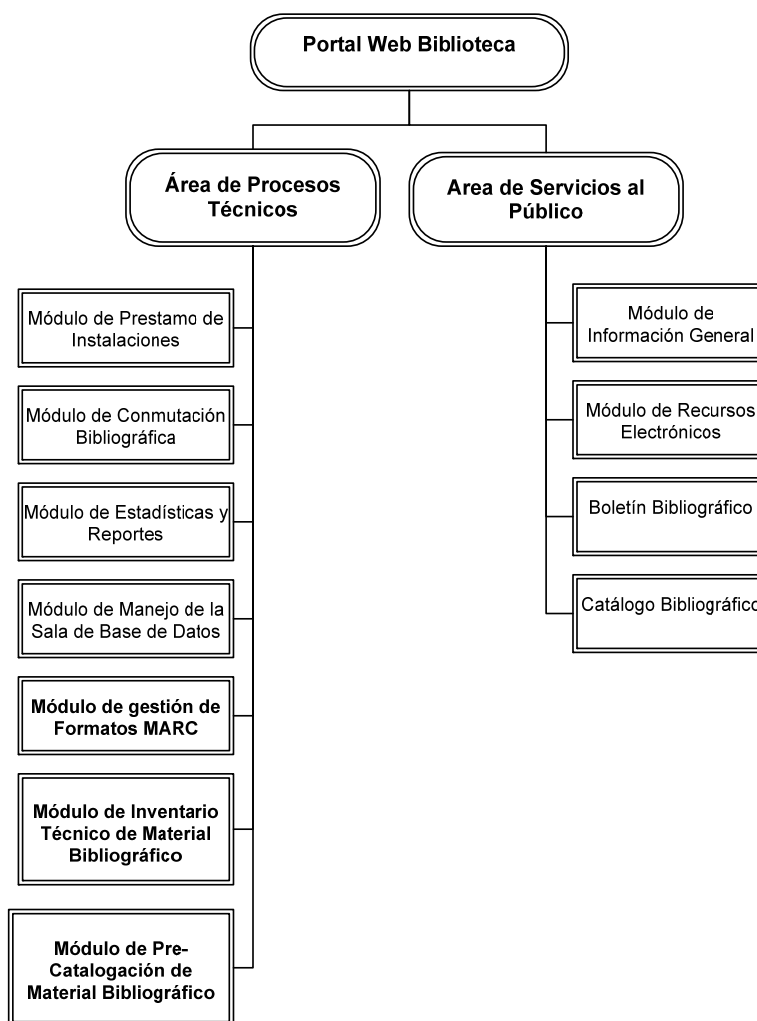 Portal Web Biblioteca
Área de Procesos
Técnicos
Area de Servicios al
Público
Módulo de Prestamo de
Instalaciones
Módulo de Conmutación
Bibliográfica
Módulo de Estadísticas y
Reportes
Módulo de Manejo de la
Sala de Base de Datos
Módulo de gestión de
Formatos MARC
Módulo de Inventario
Técnico de Material
Bibliográfico
Módulo de Pre-
Catalogación de
Material Bibliográfico
Módulo de
Información General
Módulo de Recursos
Electrónicos
Boletín Bibliográfico
Catálogo Bibliográfico